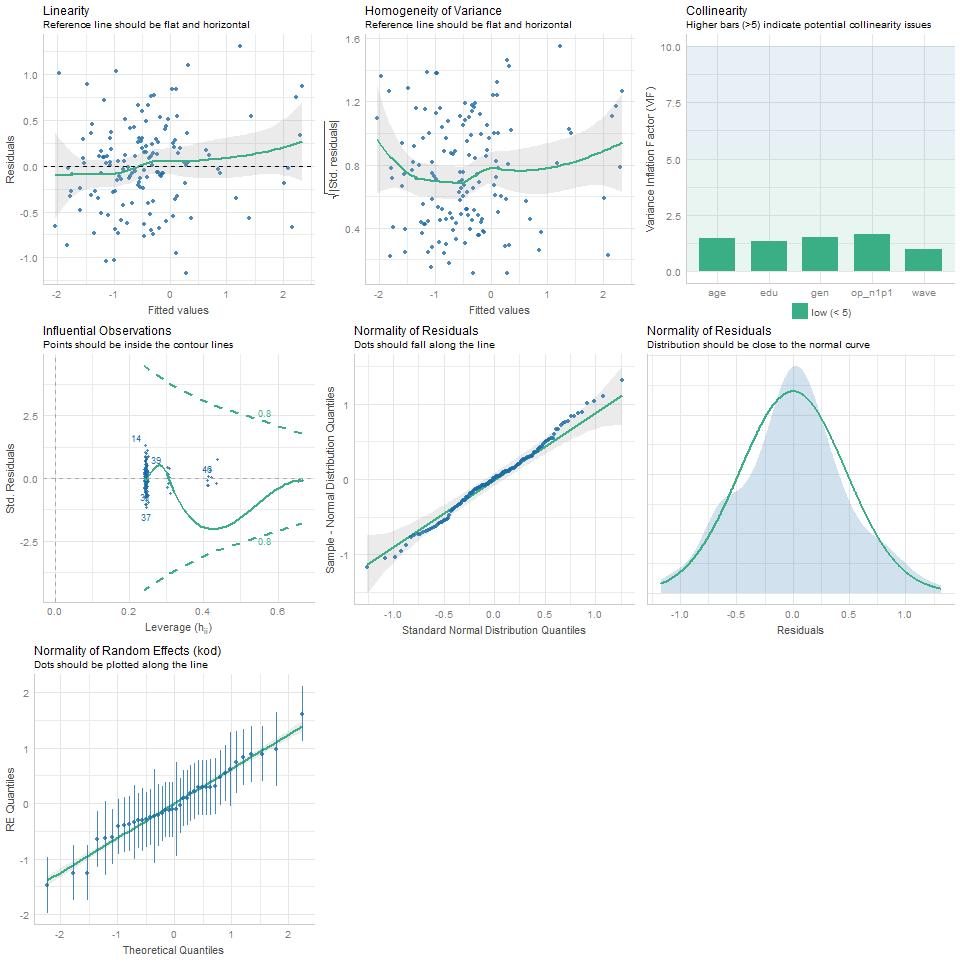 Linearity
Reference line should be flat and horizontal
1.0
0.5
0.0
-0.5
-1.0
Residuals
-2
-1
0
1
2
Fitted values
Homogeneity of Variance
Reference line should be flat and horizontal
1.6
1.2
0.8
0.4
√|Std. residuals|
-2
-1
0
1
2
Fitted values
Collinearity
Higher bars (>5) indicate potential collinearity issues
10.0
7.5
5.0
2.5
0.0
Variance Inflation Factor (VIF)
age
edu
gen
op_n1p1
wave
low (< 5)
Influential Observations
Points should be inside the contour lines
2.5
0.0
-2.5
Std. Residuals
0.8
14
39
37
0.8
0.0
0.2
0.4
0.6
Leverage (hii)
Normality of Residuals
Dots should fall along the line
1
0
-1
Sample - Normal Distribution Quantiles
-1.0
-0.5
0.0
0.5
1.0
Standard Normal Distribution Quantiles
Normality of Residuals
Distribution should be close to the normal curve
-1.0
-0.5
0.0
0.5
1.0
Residuals
Normality of Random Effects (kod)
Dots should be plotted along the line
2
1
0
-1
-2
RE Quantiles
-2
-1
0
1
2
Theoretical Quantiles